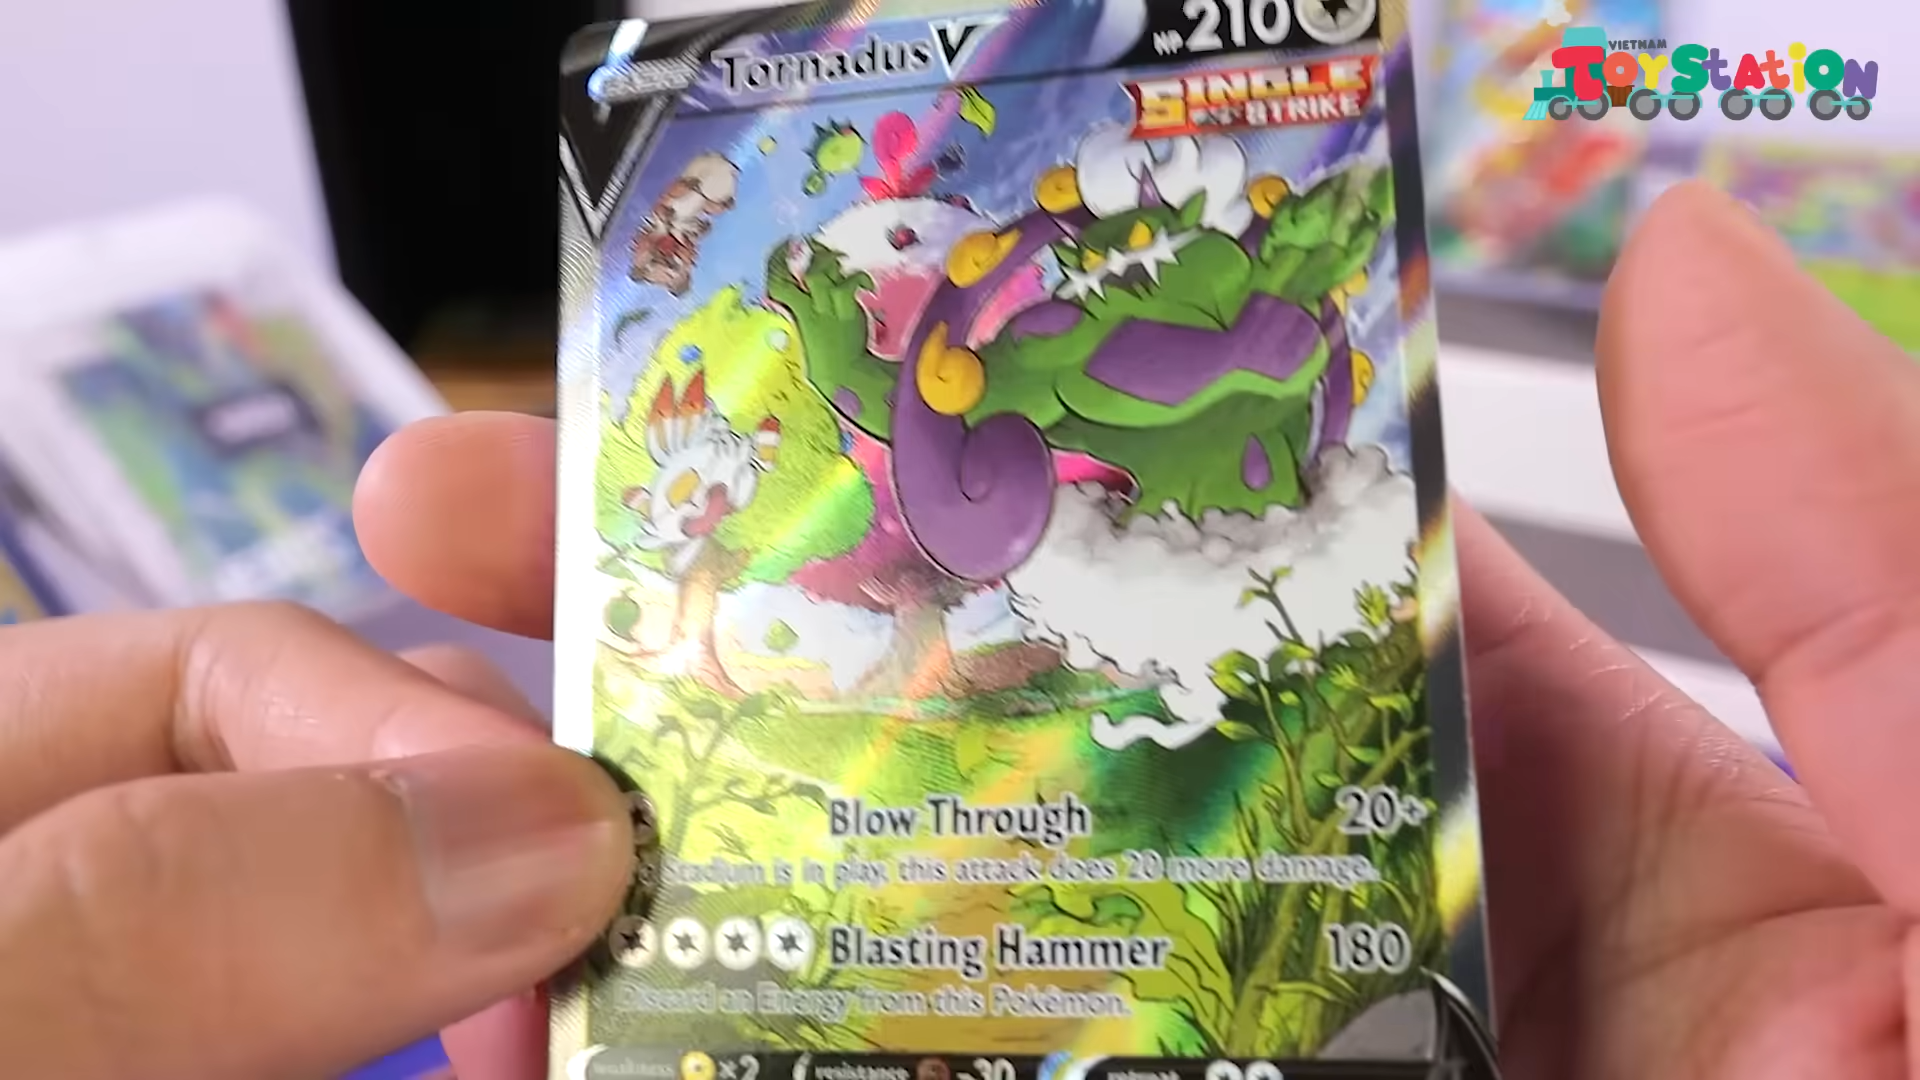 VIETNAM
ToyStation
Tornadus V
HP 210
SINGLE
STRIKE
Blow Through 20+
Stadium is in play, this attack does 20 more damage.
Blasting Hammer 180
Discard an Energy from this Pokémon.
weakness ×2 resistance -30 retreat